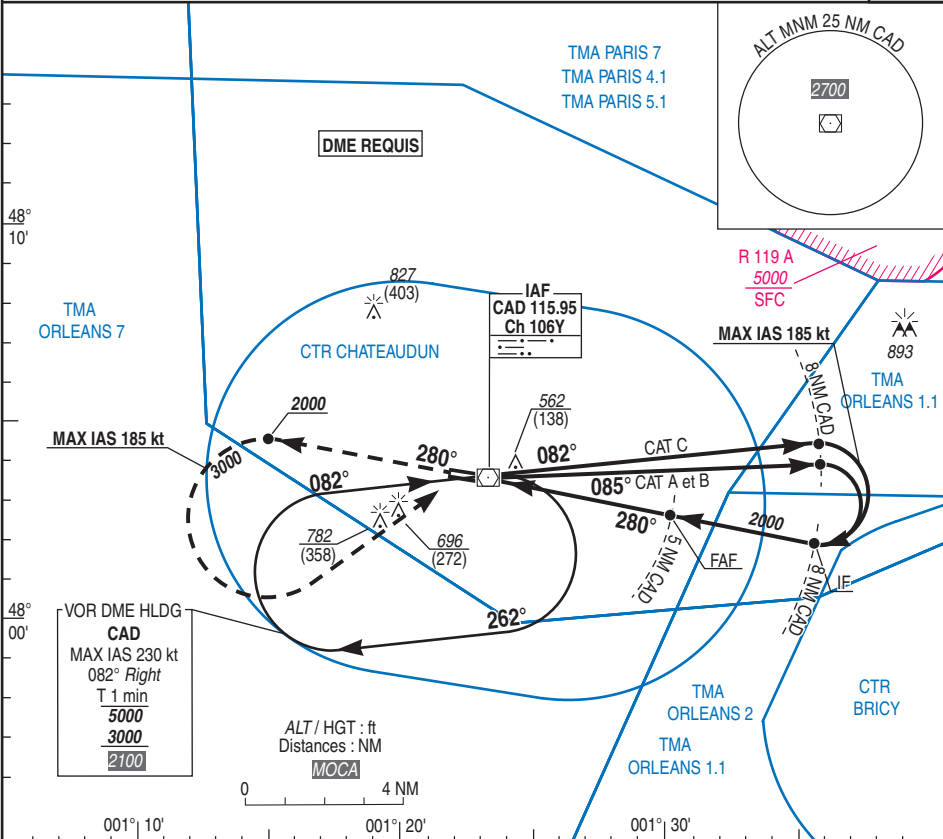 ALT MNM 25 NM CAD
2700
TMA PARIS 7
TMA PARIS 4.1
TMA PARIS 5.1
DME REQUIS
48°
10'
R 119 A
5000
SFC
827
(403)
IAF
CAD 115.95
Ch 106Y
TMA
ORLEANS 7
CTR CHATEAUDUN
MAX IAS 185 kt
893
TMA
ORLEANS 1.1
8 NM CAD
2000
562
(138)
MAX IAS 185 kt
3000
280°
082°
CAT C
082°
085° CAT A et B
280°
2000
782
(358)
696
(272)
5 NM CAD
FAF
IF
8 NM CAD
48°
00'
262°
VOR DME HLDG
CAD
MAX IAS 230 kt
082° Right
T 1 min
5000
3000
2100
TMA
ORLEANS 2
CTR
BRICY
TMA
ORLEANS 1.1
ALT / HGT : ft
Distances : NM
MOCA
0 4 NM
001° 10'
001° 20'
001° 30'